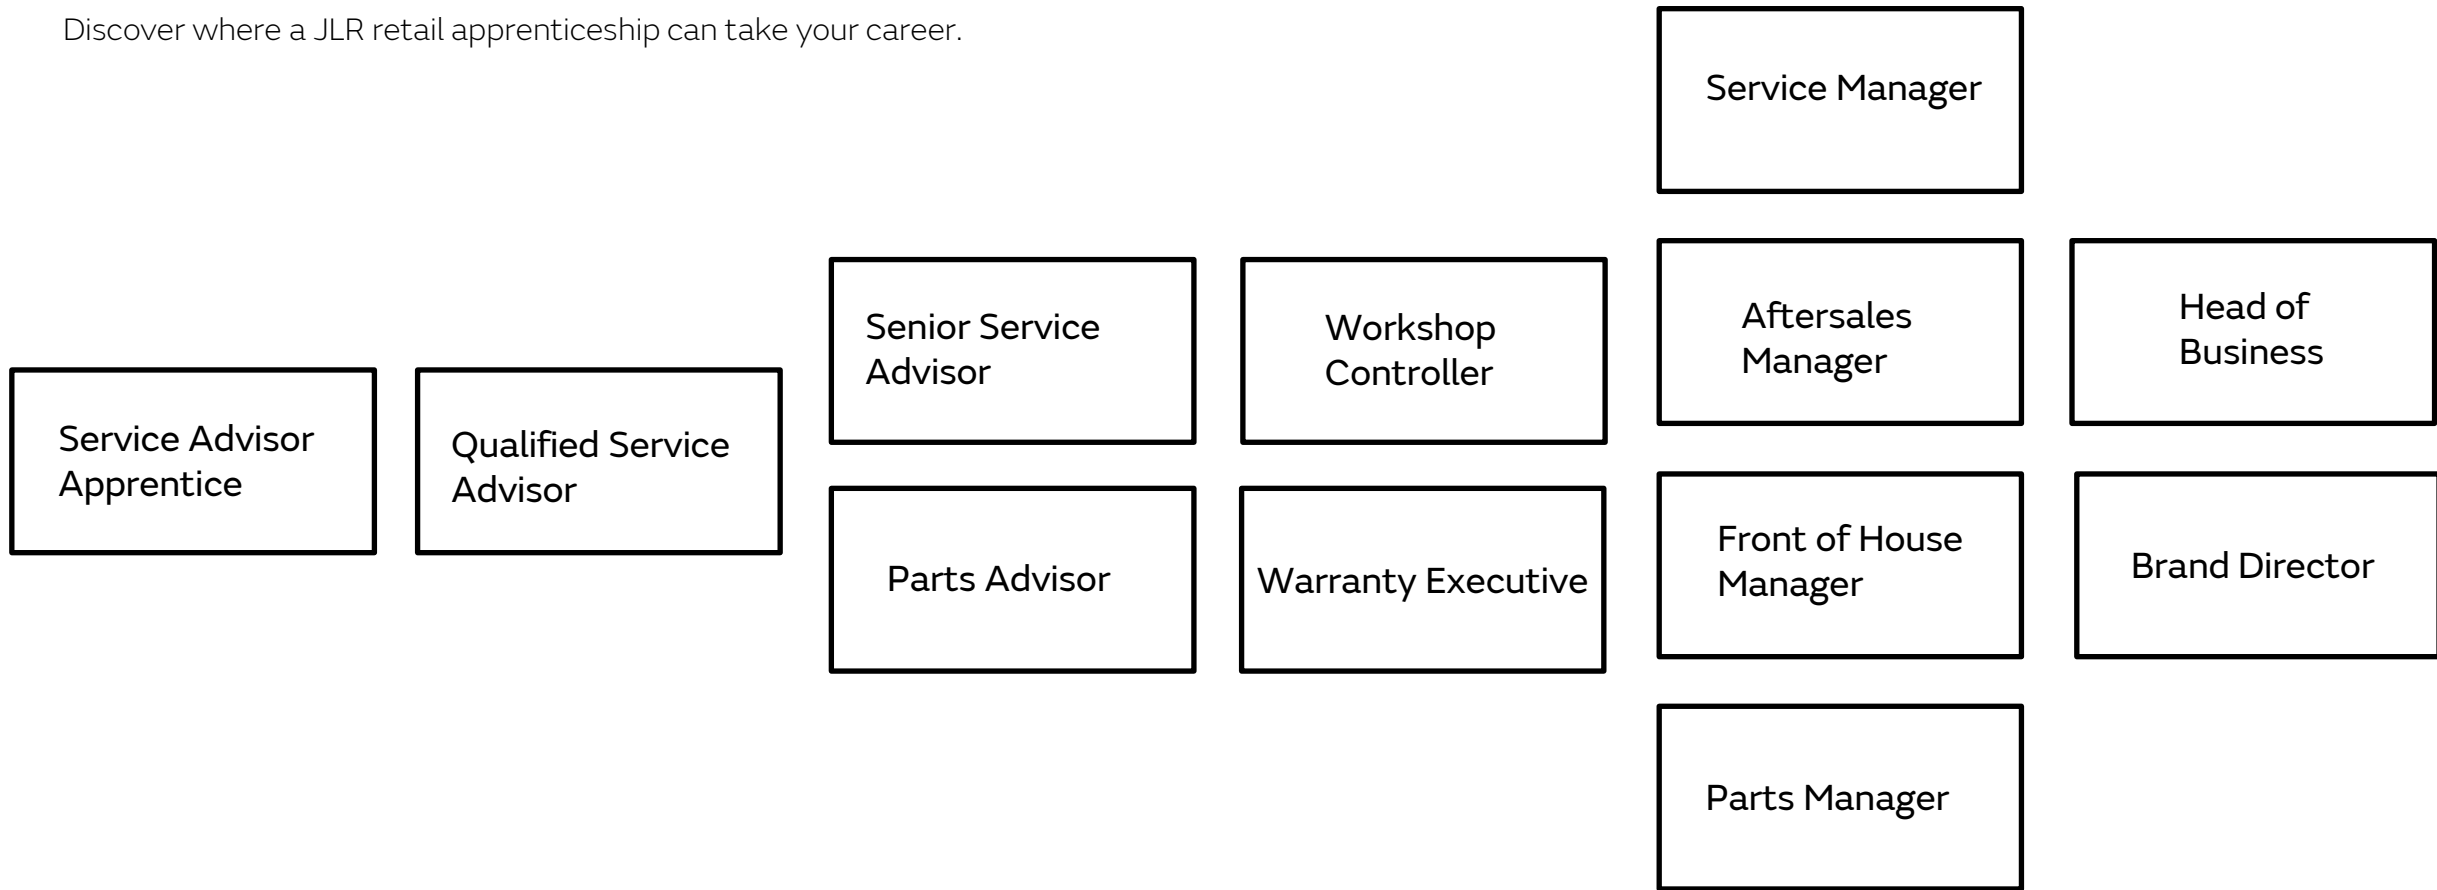 Discover where a JLR retail apprenticeship can take your career.
Service Advisor
Apprentice
Qualified Service
Advisor
Senior Service
Advisor
Parts Advisor
Workshop
Controller
Warranty Executive
Service Manager
Aftersales
Manager
Front of House
Manager
Parts Manager
Head of
Business
Brand Director